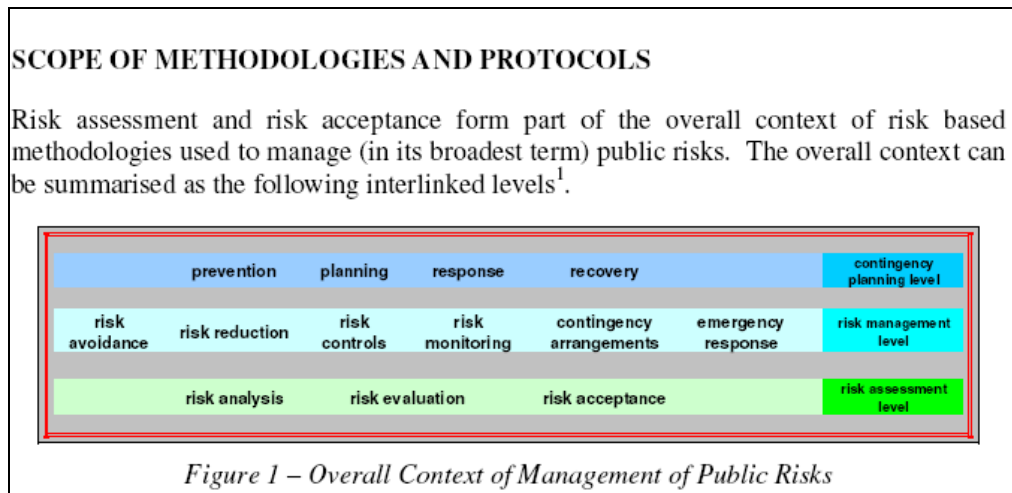 SCOPE OF METHODOLOGIES AND PROTOCOLS
Risk assessment and risk acceptance form part of the overall context of risk based
methodologies used to manage (in its broadest term) public risks. The overall context can
be summarised as the following interlinked levels1.
prevention planning response recovery contingency planning level
risk avoidance risk reduction risk controls risk monitoring contingency arrangements emergency response risk management level
risk analysis risk evaluation risk acceptance risk assessment level
Figure 1 – Overall Context of Management of Public Risks